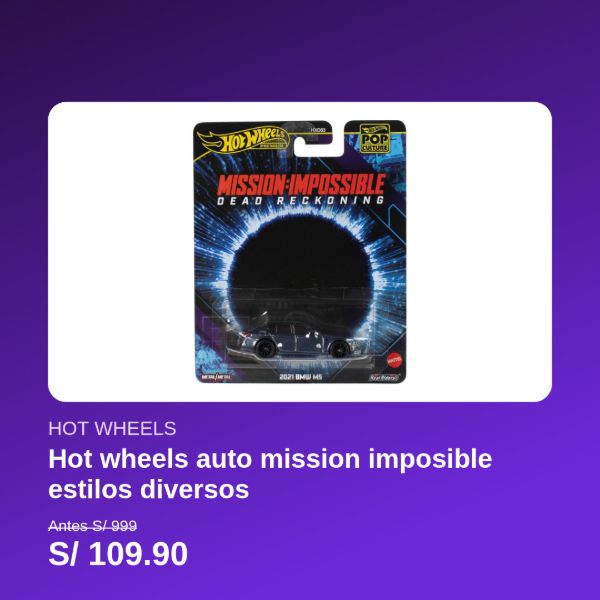 Hot Wheels
HXD63
POP
CULTURE
MISSION:IMPOSSIBLE
DEAD RECKONING
MATTEL
METAL/METAL
2021 BMW M5
Real Riders
HOT WHEELS
Hot wheels auto mission imposible
estilos diversos
Antes S/ 999
S/ 109.90